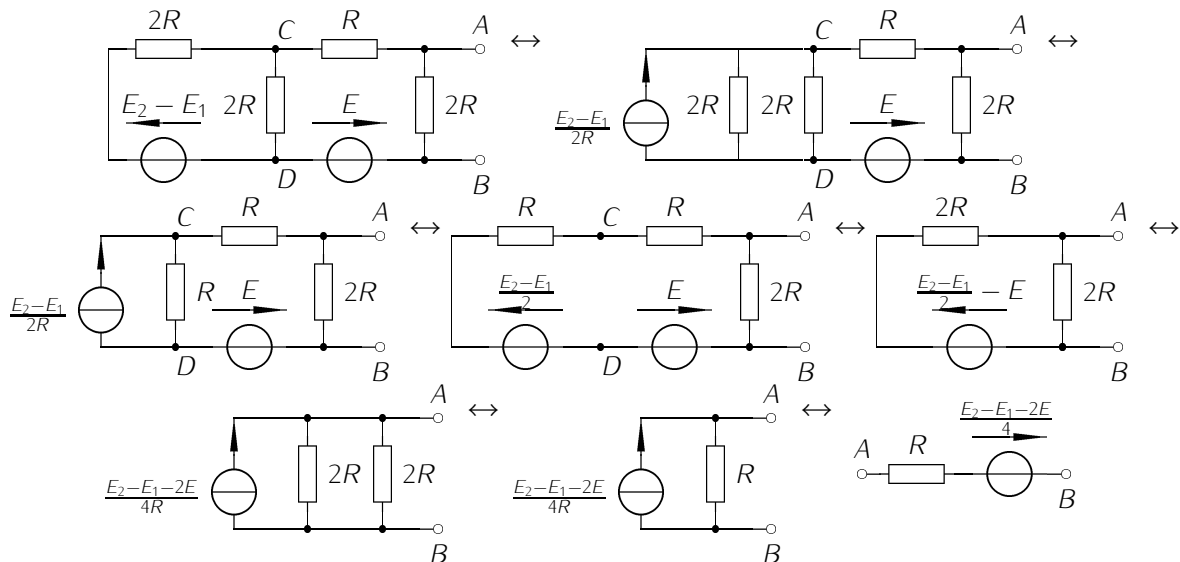 2R C R A ↔
E₂ − E₁ 2R E 2R
D B
C R A ↔
(E₂−E₁)/2R 2R 2R E 2R
D B
C R A ↔
(E₂−E₁)/2R R E 2R
D B
R C R A ↔
(E₂−E₁)/2 E 2R
D B
2R A ↔
(E₂−E₁)/2 − E 2R
B
A ↔
(E₂−E₁−2E)/4R 2R 2R
B
A ↔
(E₂−E₁−2E)/4R R
B
A R (E₂−E₁−2E)/4 B